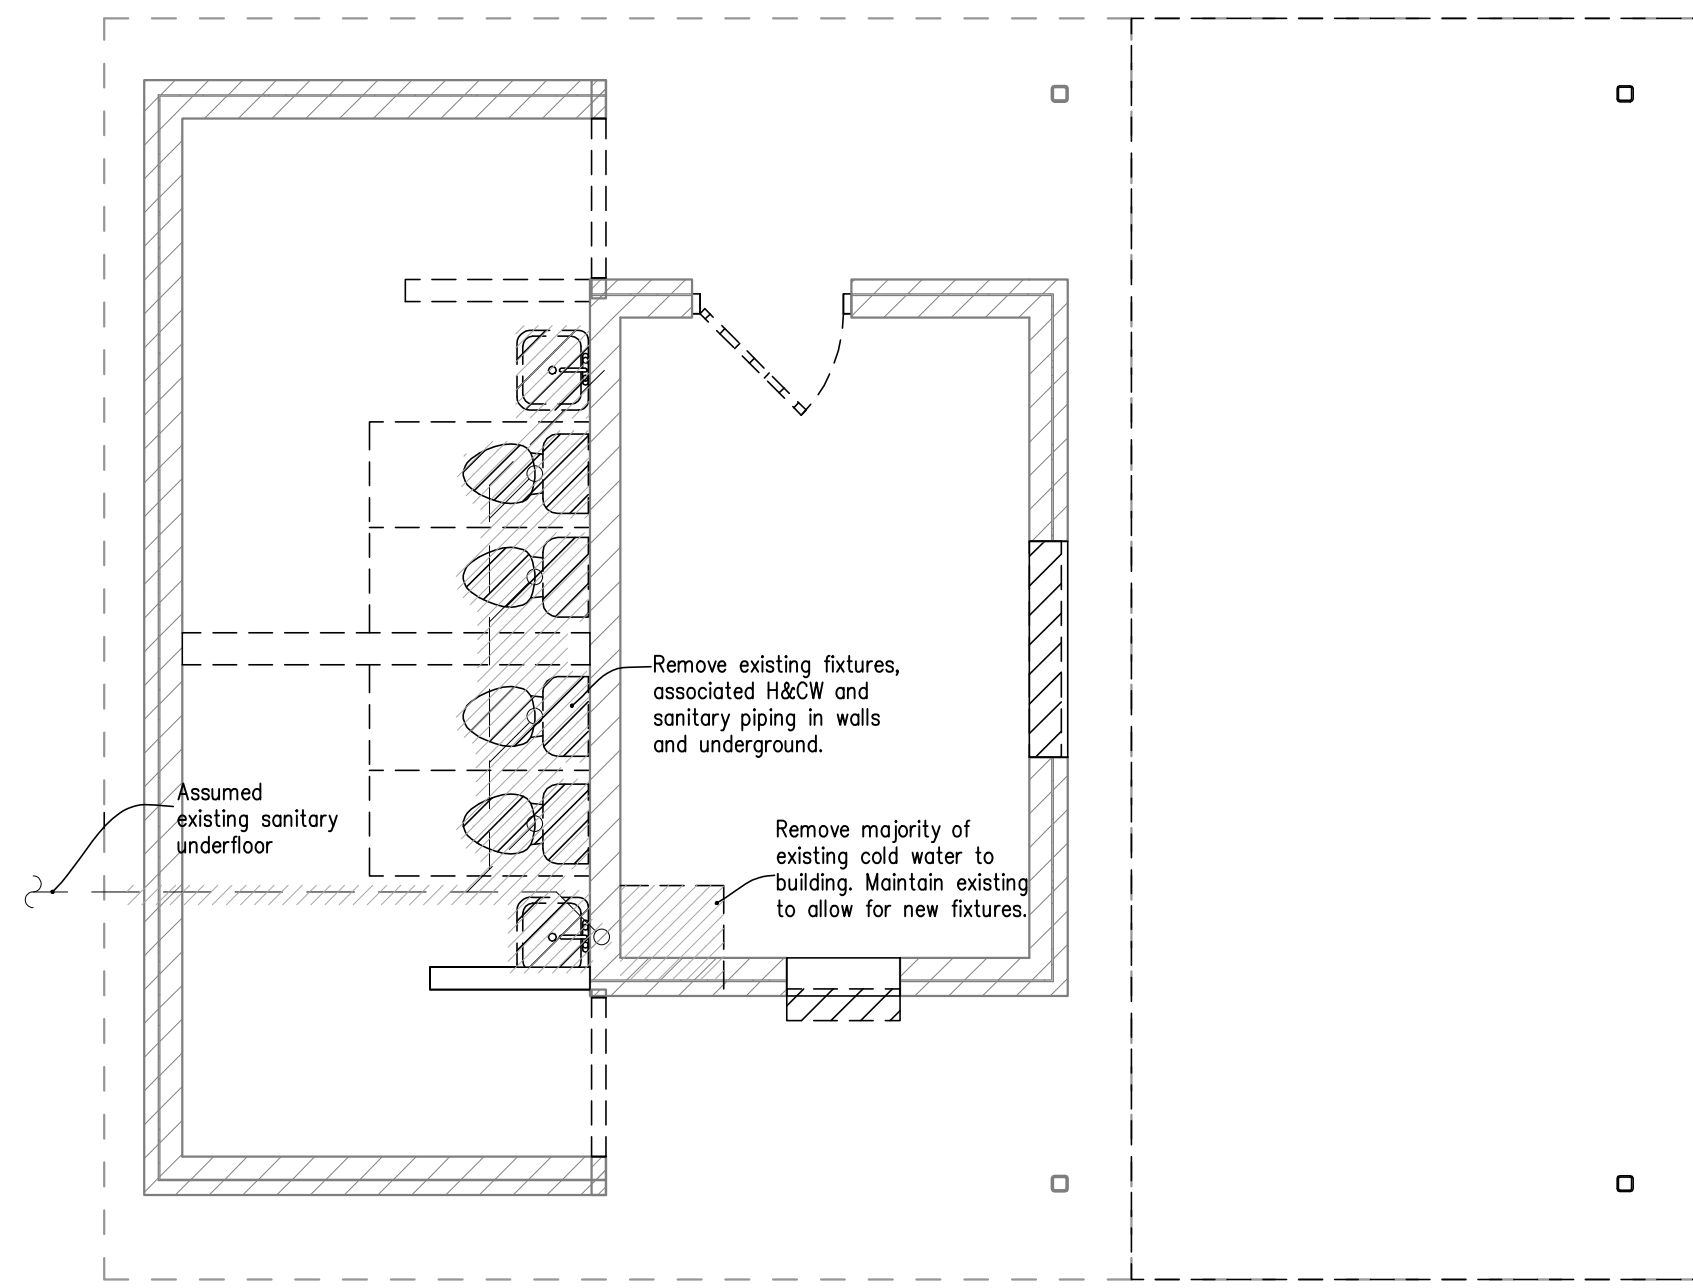 Remove existing fixtures,
associated H&CW and
sanitary piping in walls
and underground.
Assumed
existing sanitary
underfloor
Remove majority of
existing cold water to
building. Maintain existing
to allow for new fixtures.